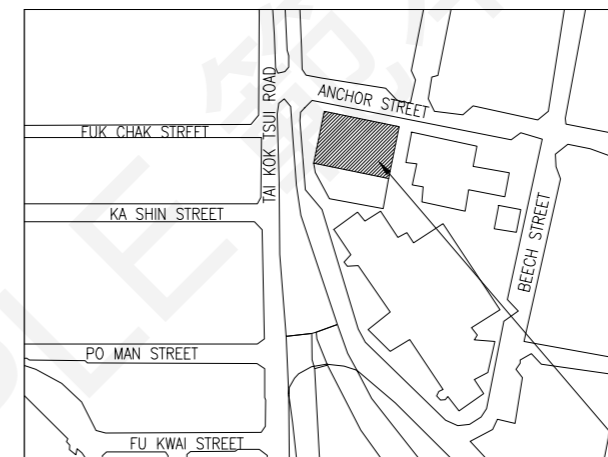 ANCHOR STREET
TAI KOK TSUI ROAD
FUK CHAK STREET
KA SHIN STREET
BEECH STREET
PO MAN STREET
FU KWAI STREET